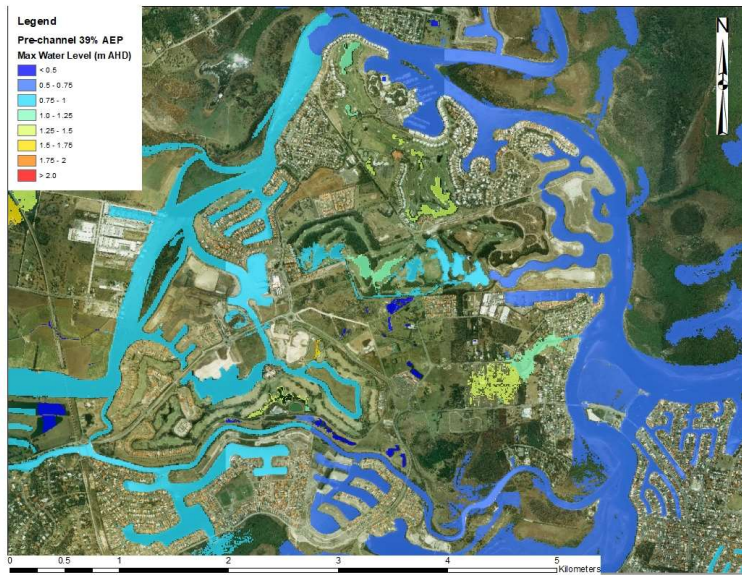 Legend
Pre-channel 39% AEP
Max Water Level (m AHD)
< 0.5
0.5 - 0.75
0.75 - 1
1.0 - 1.25
1.25 - 1.5
1.5 - 1.75
1.75 - 2
> 2.0
N
0 0.5 1 2 3 4 5
Kilometers